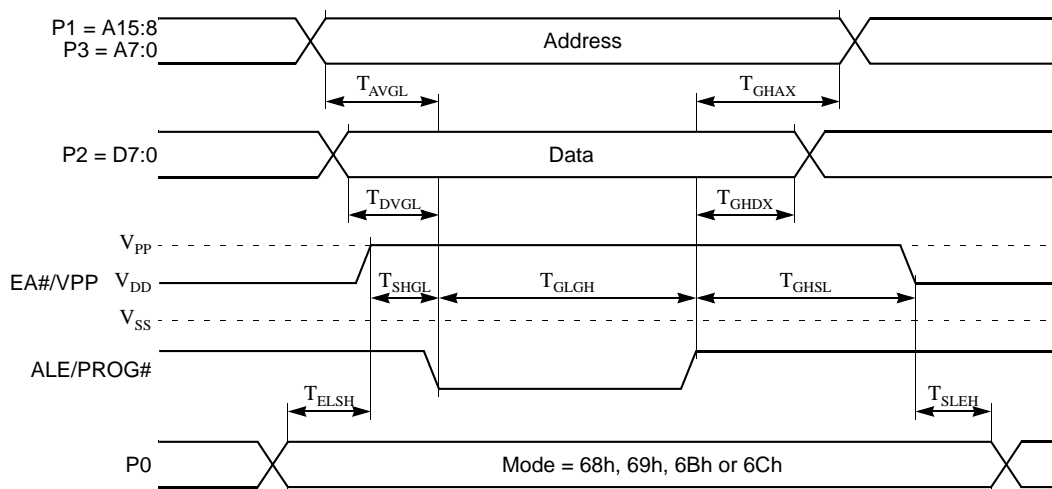 P1 = A15:8
P3 = A7:0
Address
TAVGL
TGHAX
P2 = D7:0
Data
TDVGL
TGHDX
VPP
EA#/VPP
VDD
TSHGL
TGLGH
TGHSL
VSS
ALE/PROG#
TELSH
TSLEH
P0
Mode = 68h, 69h, 6Bh or 6Ch